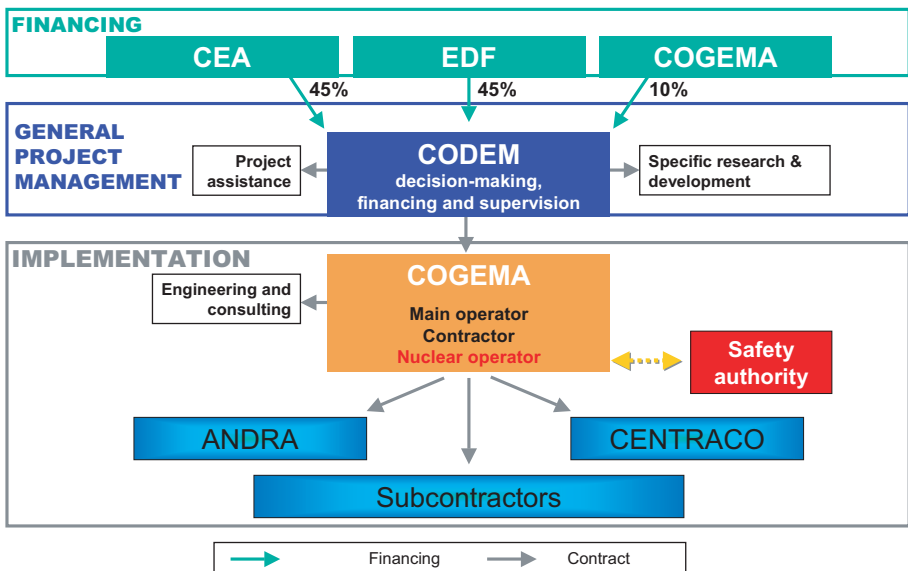 FINANCING
CEA
EDF
COGEMA
45%
45%
10%
GENERAL
PROJECT
MANAGEMENT
Project
assistance
CODEM
decision-making,
financing and supervision
Specific research &
development
IMPLEMENTATION
Engineering and
consulting
COGEMA
Main operator
Contractor
Nuclear operator
Safety
authority
ANDRA
CENTRACO
Subcontractors
Financing
Contract